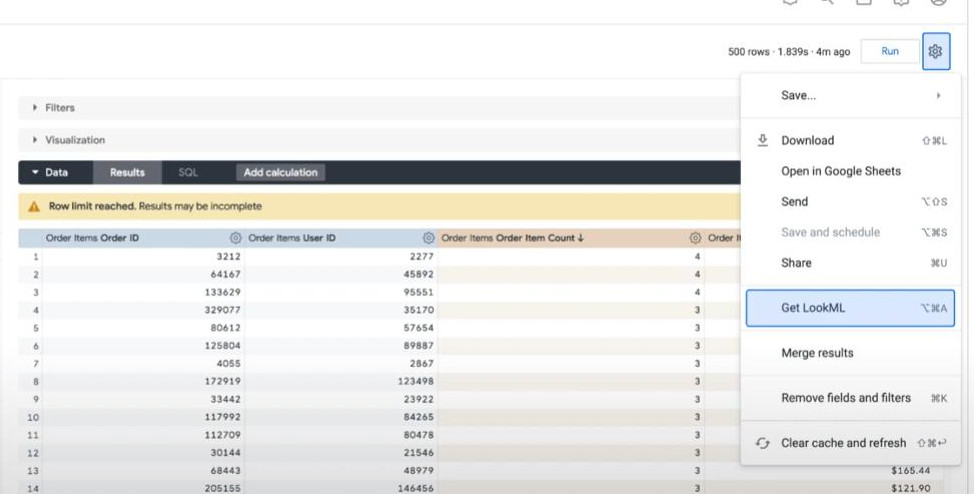 500 rows · 1.839s · 4m ago Run
Save...
Download ⇧⌘L
Open in Google Sheets
Send ⌥⇧S
Save and schedule ⌥⌘S
Share ⌘U
Get LookML ⌥⌘A
Merge results
Remove fields and filters ⌘K
Clear cache and refresh ⇧⌘↩
Filters
Visualization
Data Results SQL Add calculation
Row limit reached. Results may be incomplete
Order Items Order ID Order Items User ID Order Items Order Item Count ↓ Order
1 3212 2277 4
2 64167 45892 4
3 133629 95551 4
4 329077 35170 3
5 80612 57654 3
6 125804 89887 3
7 4055 2867 3
8 172919 123498 3
9 33442 23922 3
10 117992 84265 3
11 112709 80478 3
12 30144 21546 3
13 68443 48979 3 $165.44
14 205155 146456 3 $121.90